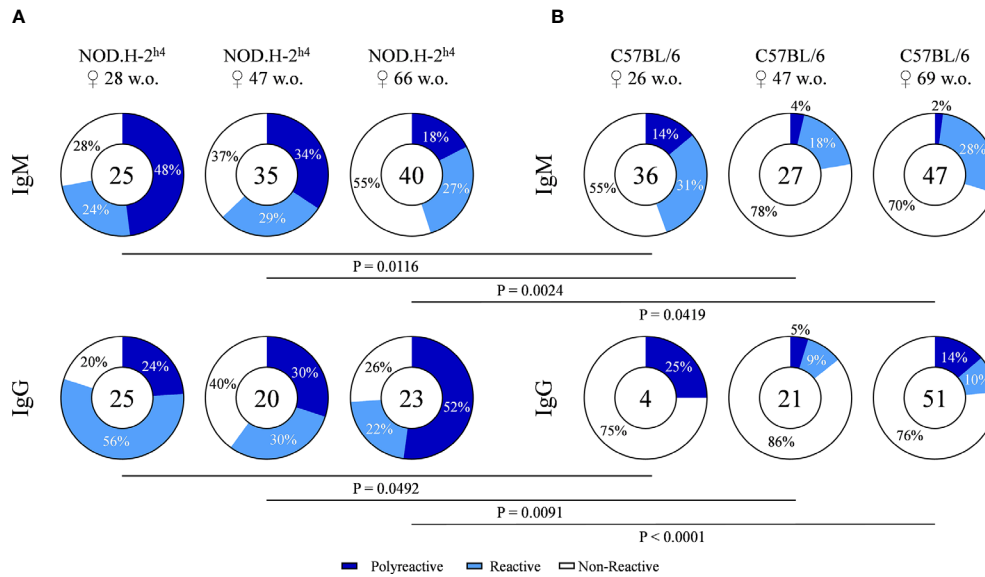 A
B
NOD.H-2h4 NOD.H-2h4 NOD.H-2h4 C57BL/6 C57BL/6 C57BL/6
♀ 28 w.o. ♀ 47 w.o. ♀ 66 w.o. ♀ 26 w.o. ♀ 47 w.o. ♀ 69 w.o.
IgM
28% 25 48% 24%
37% 35 34% 29%
18% 55% 40 27%
IgM
14% 55% 36 31%
4% 18% 27 78%
2% 28% 47 70%
P = 0.0116
P = 0.0024
P = 0.0419
IgG
20% 24% 25 56%
40% 30% 20 30%
26% 23 52% 22%
IgG
25% 4 75%
5% 9% 21 86%
14% 10% 51 76%
P = 0.0492
P = 0.0091
P < 0.0001
Polyreactive Reactive Non-Reactive